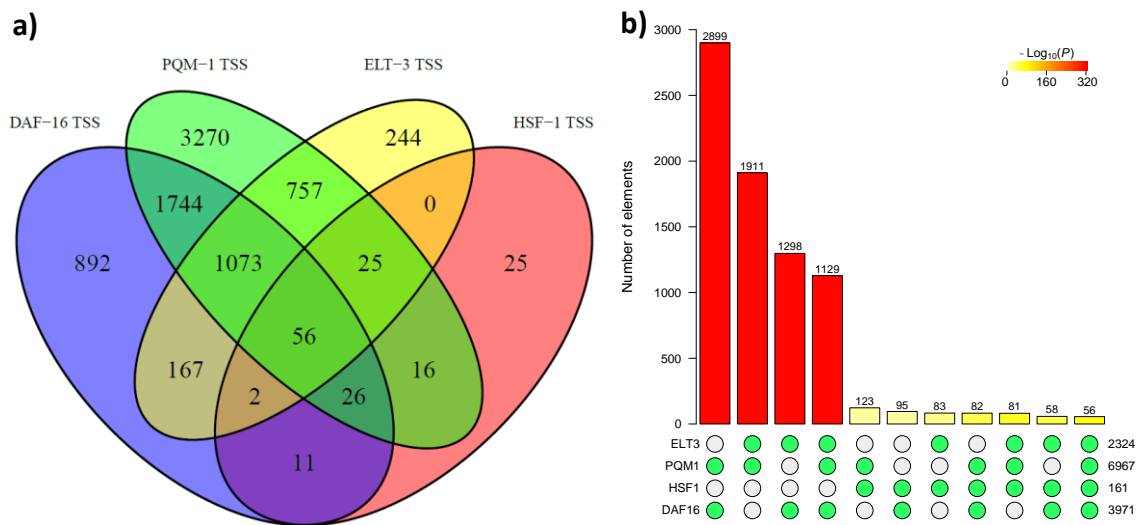 a)
PQM−1 TSS
ELT−3 TSS
DAF−16 TSS
HSF−1 TSS
3270
244
1744
757
0
892
1073
25
25
56
167
16
2
26
11
b)
Number of elements
3000
2500
2000
1500
1000
500
0
− Log10(P)
0 160 320
2899
1911
1298
1129
123
95
83
82
81
58
56
ELT3 2324
PQM1 6967
HSF1 161
DAF16 3971